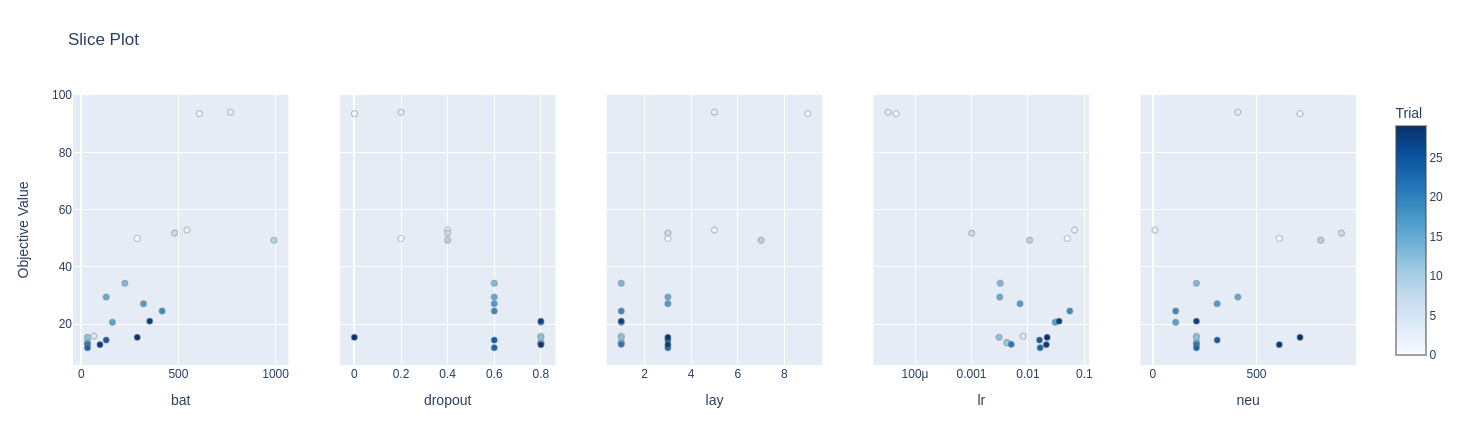 Slice Plot
Objective Value
100
80
60
40
20
0 500 1000
bat
0 0.2 0.4 0.6 0.8
dropout
2 4 6 8
lay
100μ 0.001 0.01 0.1
lr
0 500
neu
Trial
25
20
15
10
5
0